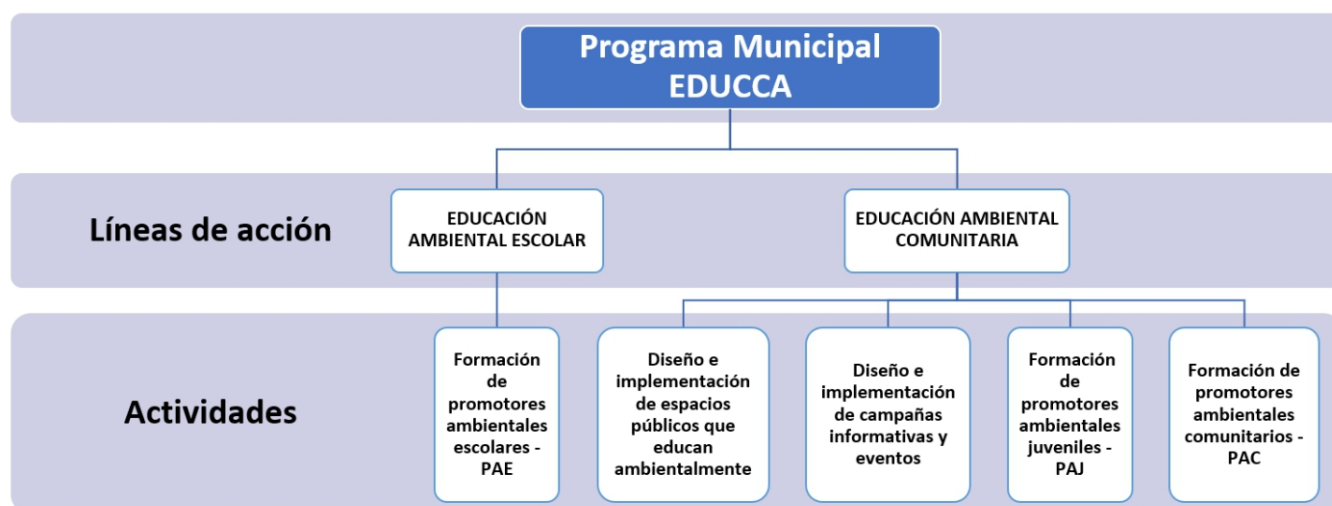 Programa Municipal
EDUCCA
Líneas de acción
EDUCACIÓN
AMBIENTAL ESCOLAR
EDUCACIÓN AMBIENTAL
COMUNITARIA
Actividades
Formación
de
promotores
ambientales
escolares -
PAE
Diseño e
implementación
de espacios
públicos que
educan
ambientalmente
Diseño e
implementación
de campañas
informativas y
eventos
Formación
de
promotores
ambientales
juveniles -
PAJ
Formación de
promotores
ambientales
comunitarios -
PAC